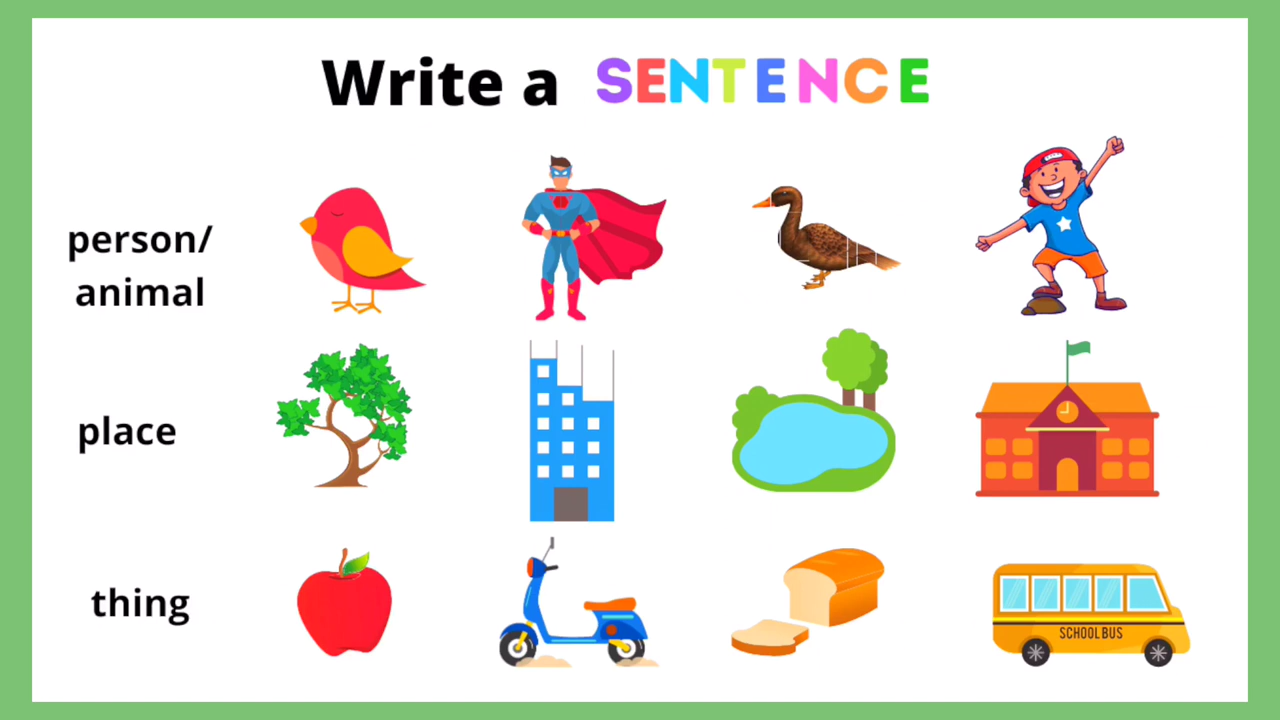 Write a SENTENCE
person/
animal
place
thing
SCHOOL BUS